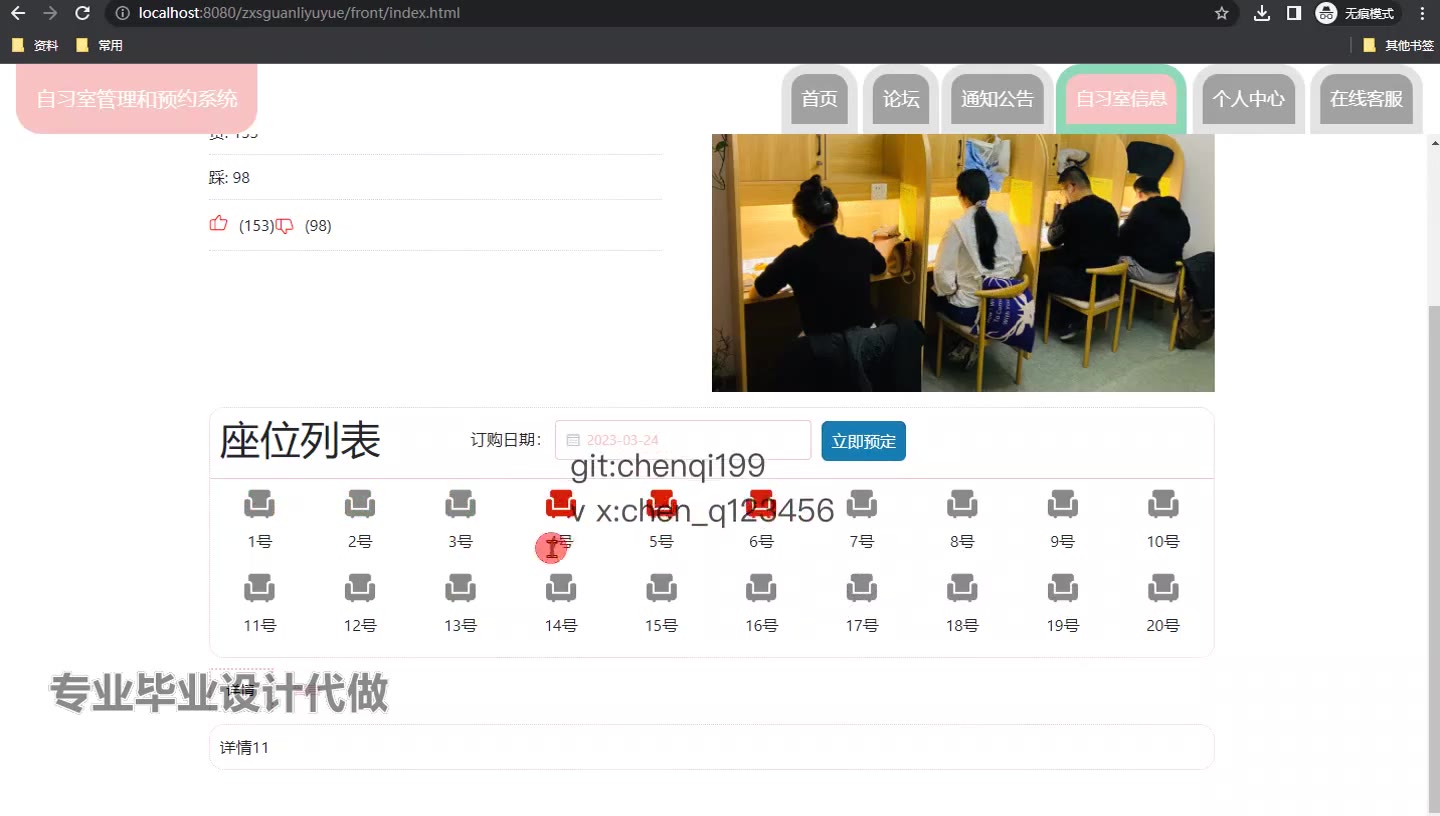 localhost:8080/zxsguanliyuyue/front/index.html
无痕模式
资料
常用
其他书签
自习室管理和预约系统
首页
论坛
通知公告
自习室信息
个人中心
在线客服
踩: 98
(153)
(98)
座位列表
订购日期：
2023-03-24
立即预定
git:chenqi199
v x:chen_q123456
1号
2号
3号
4号
5号
6号
7号
8号
9号
10号
11号
12号
13号
14号
15号
16号
17号
18号
19号
20号
专业毕业设计代做
详情
详情11